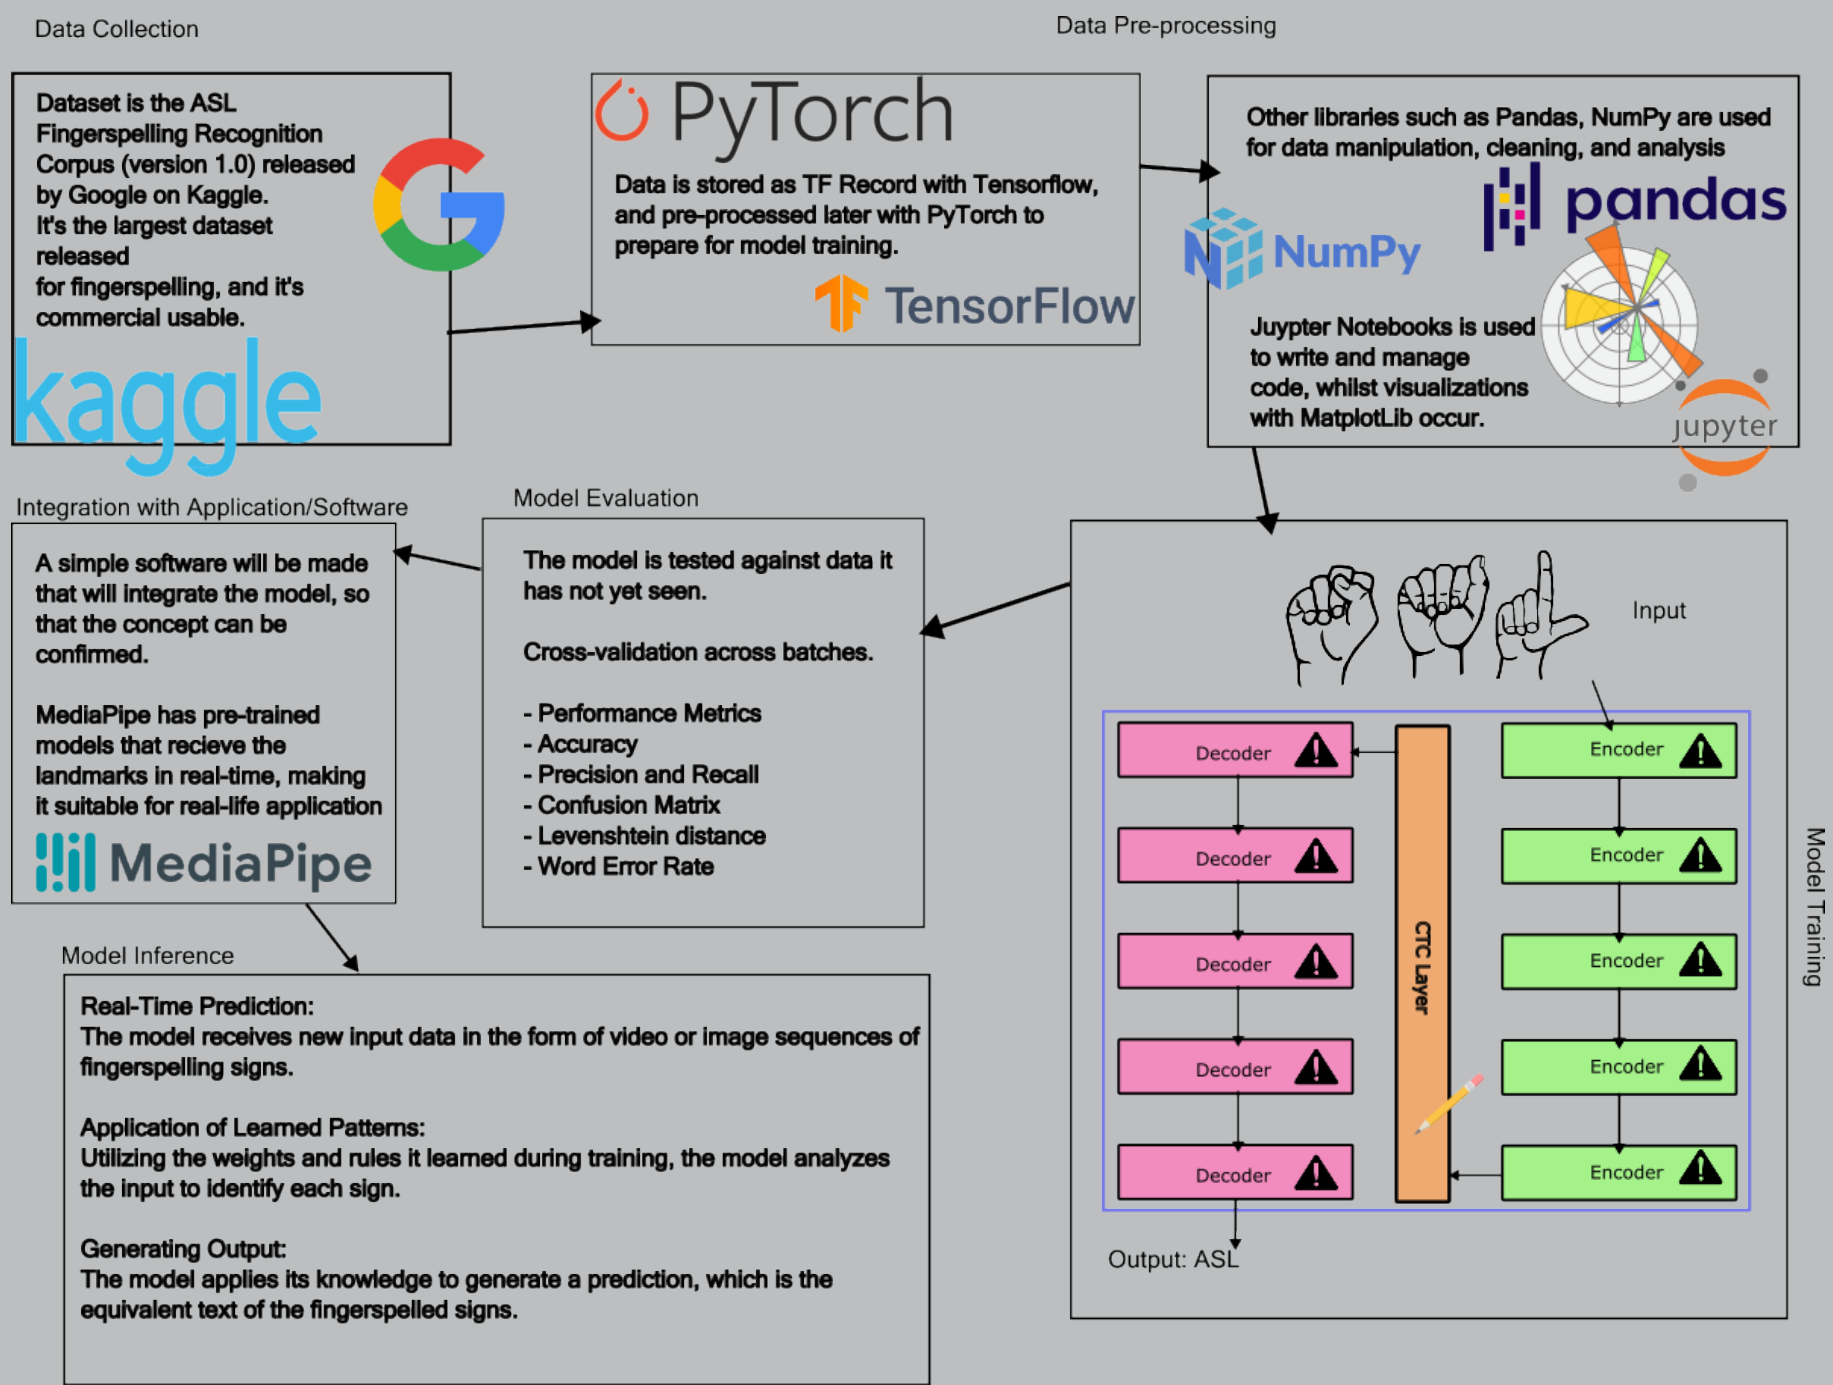 Data Collection
Dataset is the ASL
Fingerspelling Recognition
Corpus (version 1.0) released
by Google on Kaggle.
It's the largest dataset
released
for fingerspelling, and it's
commercial usable.
kaggle
PyTorch
Data is stored as TF Record with Tensorflow,
and pre-processed later with PyTorch to
prepare for model training.
TensorFlow
Data Pre-processing
Other libraries such as Pandas, NumPy are used
for data manipulation, cleaning, and analysis
pandas
NumPy
Juypter Notebooks is used
to write and manage
code, whilst visualizations
with MatplotLib occur.
jupyter
Integration with Application/Software
A simple software will be made
that will integrate the model, so
that the concept can be
confirmed.
MediaPipe has pre-trained
models that recieve the
landmarks in real-time, making
it suitable for real-life application
MediaPipe
Model Evaluation
The model is tested against data it
has not yet seen.
Cross-validation across batches.
- Performance Metrics
- Accuracy
- Precision and Recall
- Confusion Matrix
- Levenshtein distance
- Word Error Rate
Input
Decoder
Decoder
Decoder
Decoder
Decoder
CTC Layer
Encoder
Encoder
Encoder
Encoder
Encoder
Output: ASL
Model Training
Model Inference
Real-Time Prediction:
The model receives new input data in the form of video or image sequences of
fingerspelling signs.
Application of Learned Patterns:
Utilizing the weights and rules it learned during training, the model analyzes
the input to identify each sign.
Generating Output:
The model applies its knowledge to generate a prediction, which is the
equivalent text of the fingerspelled signs.